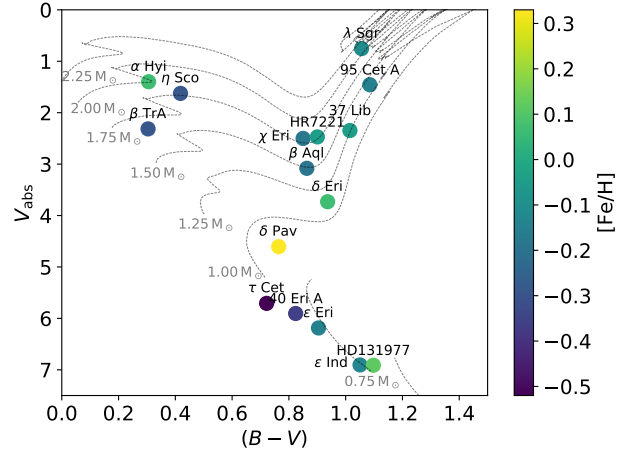 0
1
2
3
4
5
6
7
V_abs
0.0
0.2
0.4
0.6
0.8
1.0
1.2
1.4
(B − V)
λ Sgr
α Hyi
η Sco
95 Cet A
2.25 M⊙
2.00 M⊙
β TrA
37 Lib
HR7221
χ Eri
1.75 M⊙
β Aql
1.50 M⊙
δ Eri
1.25 M⊙
δ Pav
1.00 M⊙
τ Cet
40 Eri A
ε Eri
HD131977
ε Ind
0.75 M⊙
0.3
0.2
0.1
0.0
−0.1
−0.2
−0.3
−0.4
−0.5
[Fe/H]